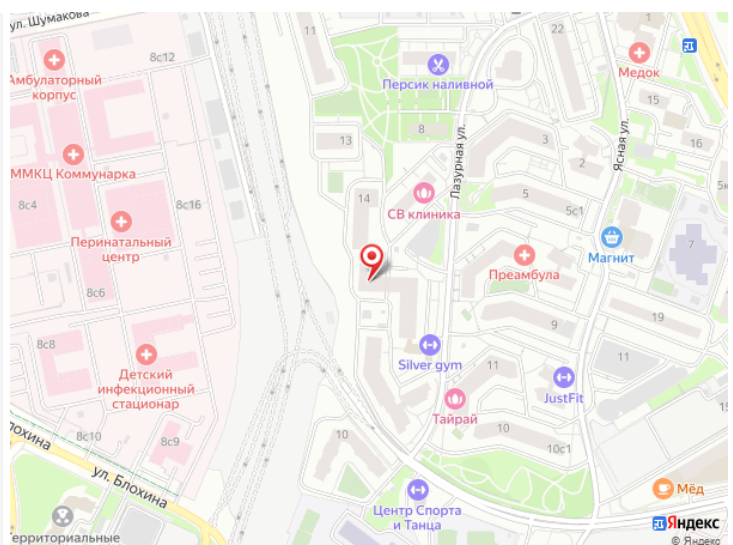 ул. Шумакова
8с12
11
22
1
Амбулаторный
корпус
Персик наливной
Медок
15
8
13
3
16
2
Ясная ул.
Лазурная ул.
ММКЦ Коммунарка
8с4
8с16
14
5
5с1
5к
СВ клиника
Перинатальный
центр
Преамбула
Магнит
7
8с6
9
19
8с8
Silver gym
11
11
Детский
инфекционный
стационар
JustFit
Тайрай
8с10
8с9
10
10
10с1
15
ул. Блохина
Блохина
Мёд
Центр Спорта
и Танца
Территориальные
Яндекс
© Яндекс